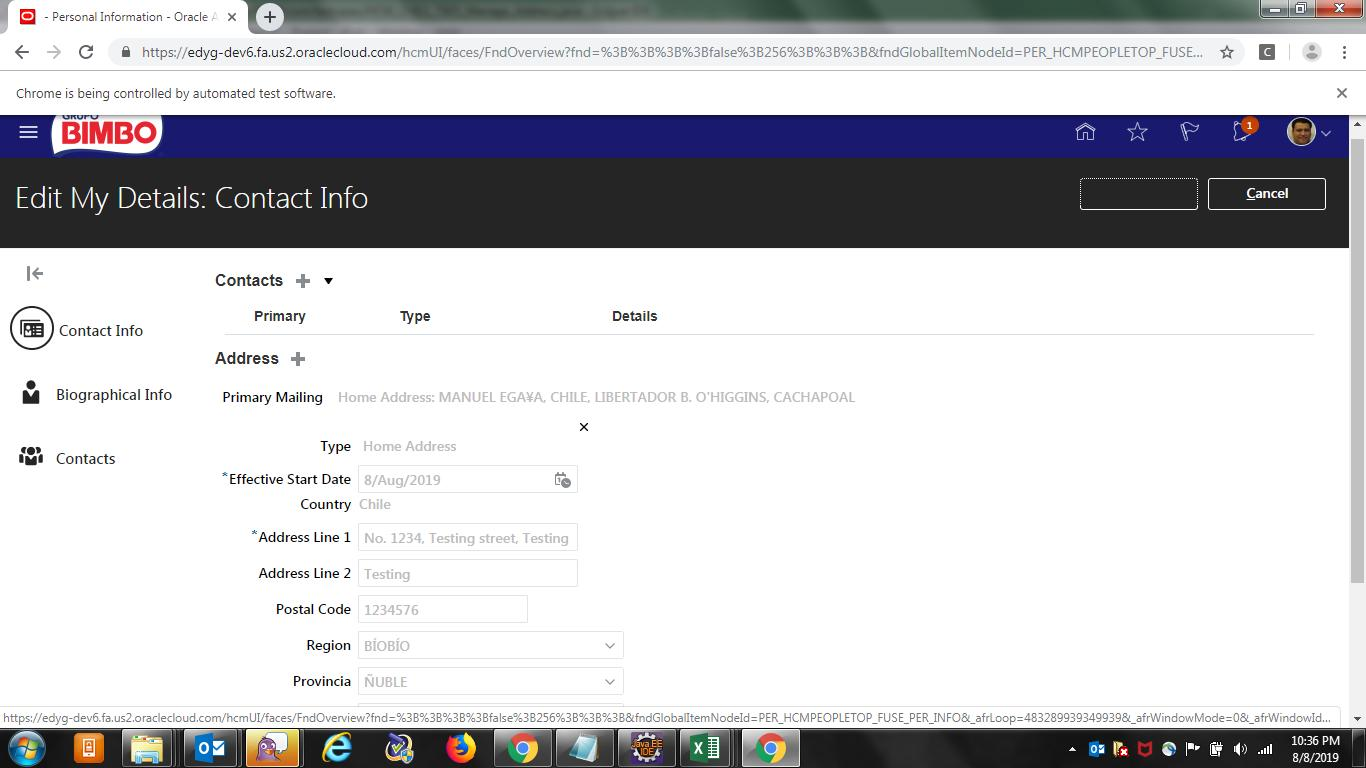 - Personal Information - Oracle A
https://edyg-dev6.fa.us2.oraclecloud.com/hcmUI/faces/FndOverview?fnd=%3B%3B%3B%3Bfalse%3B256%3B%3B%3B&fndGlobalItemNodeId=PER_HCMPEOPLETOP_FUSE...
C
Chrome is being controlled by automated test software.
GRUPO
BIMBO
1
Edit My Details: Contact Info
Cancel
Contacts
Primary Type Details
Contact Info
Address
Primary Mailing Home Address: MANUEL EGA¥A, CHILE, LIBERTADOR B. O'HIGGINS, CACHAPOAL
Biographical Info
Type Home Address
Contacts
*Effective Start Date 8/Aug/2019
Country Chile
*Address Line 1 No. 1234, Testing street, Testing
Address Line 2 Testing
Postal Code 1234576
Region BÍOBÍO
Provincia ÑUBLE
https://edyg-dev6.fa.us2.oraclecloud.com/hcmUI/faces/FndOverview?fnd=%3B%3B%3B%3Bfalse%3B256%3B%3B%3B&fndGlobalItemNodeId=PER_HCMPEOPLETOP_FUSE_PER_INFO&_afrLoop=483289939349939&_afrWindowMode=0&_afrWindowId...
Java EE
IDE
10:36 PM
8/8/2019